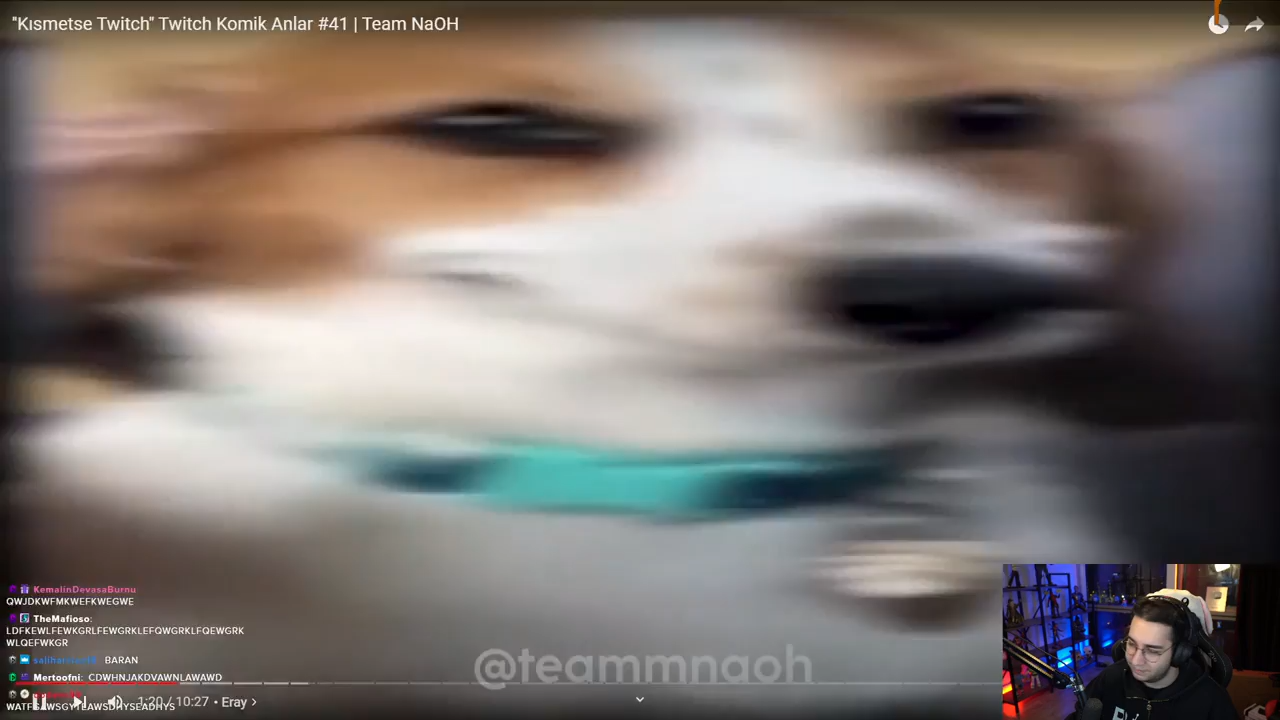 "Kısmetse Twitch" Twitch Komik Anlar #41 | Team NaOH
KemalinDevasaBurnu
QWJDKWFMKWEFKWEGWE
TheMafioso:
LDFKEWLFEWKGRLFEWGRKLEFQWGRKLFQEWGRK
WLQEFWKGR
BARAN
Mertoofni: CDWHNJAKDVAWNLAWAWD
@teammnaoh
1:20 / 10:27 • Eray